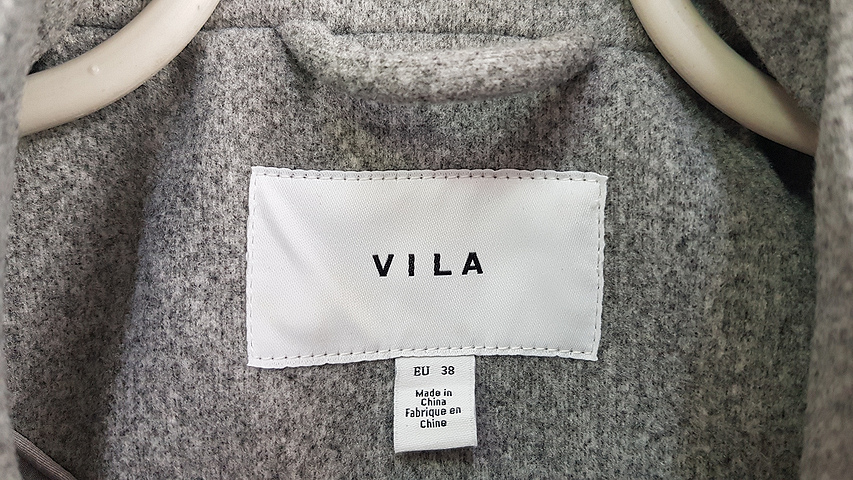 VILA
EU 38
Made in
China
Fabrique en
Chine